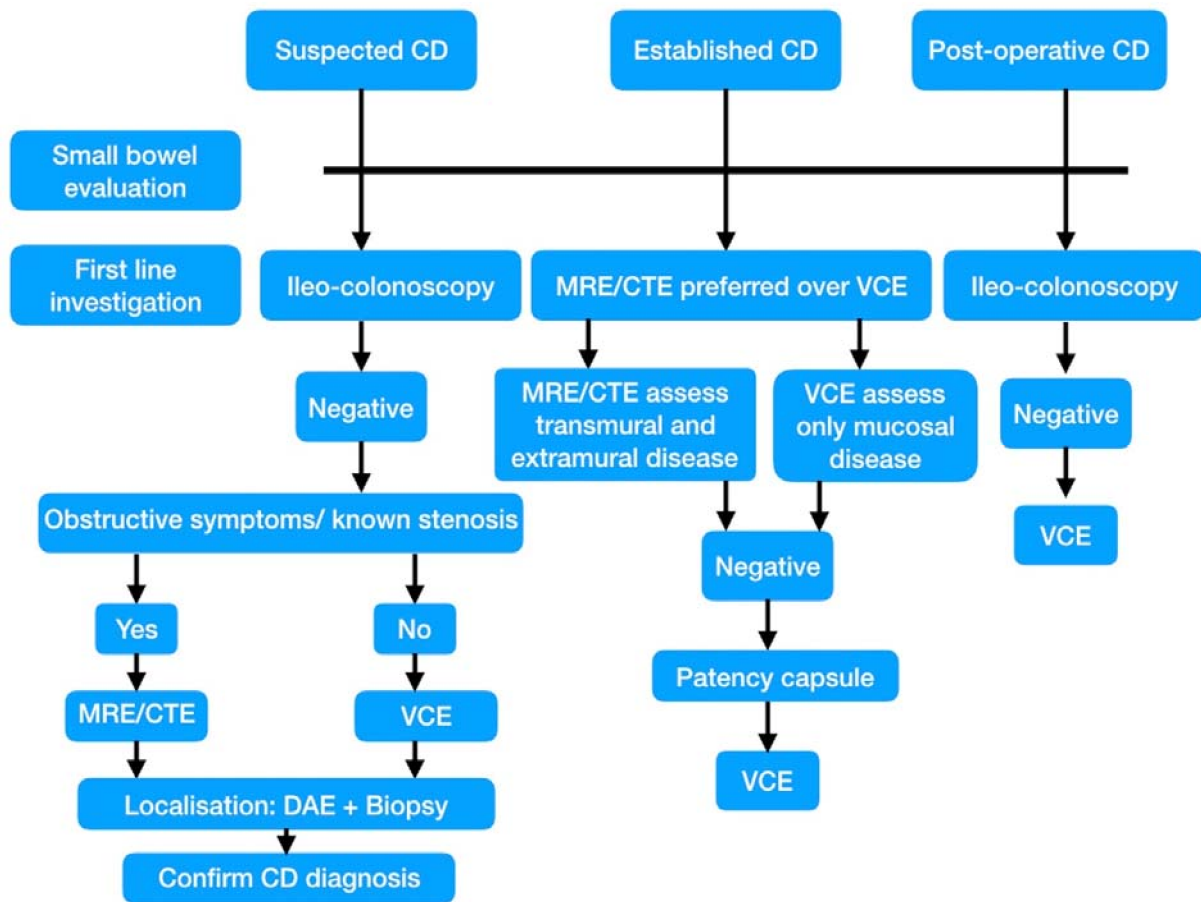 Suspected CD
Established CD
Post-operative CD
Small bowel
evaluation
First line
investigation
Ileo-colonoscopy
MRE/CTE preferred over VCE
Ileo-colonoscopy
Negative
MRE/CTE assess
transmural and
extramural disease
VCE assess
only mucosal
disease
Negative
Obstructive symptoms/ known stenosis
Negative
VCE
Yes
No
Patency capsule
MRE/CTE
VCE
VCE
Localisation: DAE + Biopsy
Confirm CD diagnosis